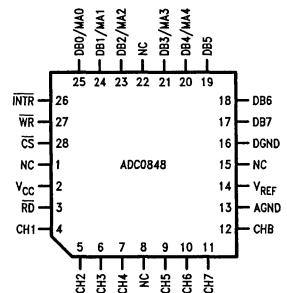 DB0/MA0
DB1/MA1
DB2/MA2
NC
DB3/MA3
DB4/MA4
DB5
25 24 23 22 21 20 19
INTR 26
WR 27
CS 28
NC 1
VCC 2
RD 3
CH1 4
ADC0848
18 DB6
17 DB7
16 DGND
15 NC
14 VREF
13 AGND
12 CHB
5 6 7 8 9 10 11
CH2
CH3
CH4
NC
CH5
CH6
CH7